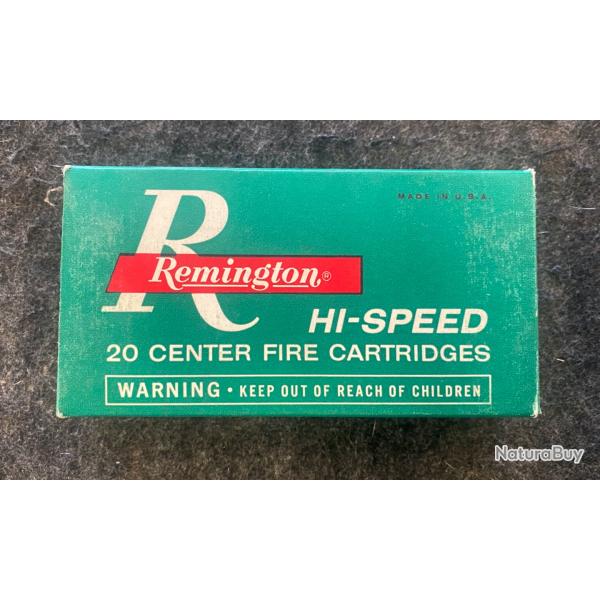 MADE IN U.S.A.
R
Remington®
HI-SPEED
20 CENTER FIRE CARTRIDGES
WARNING • KEEP OUT OF REACH OF CHILDREN
NaturaBuy